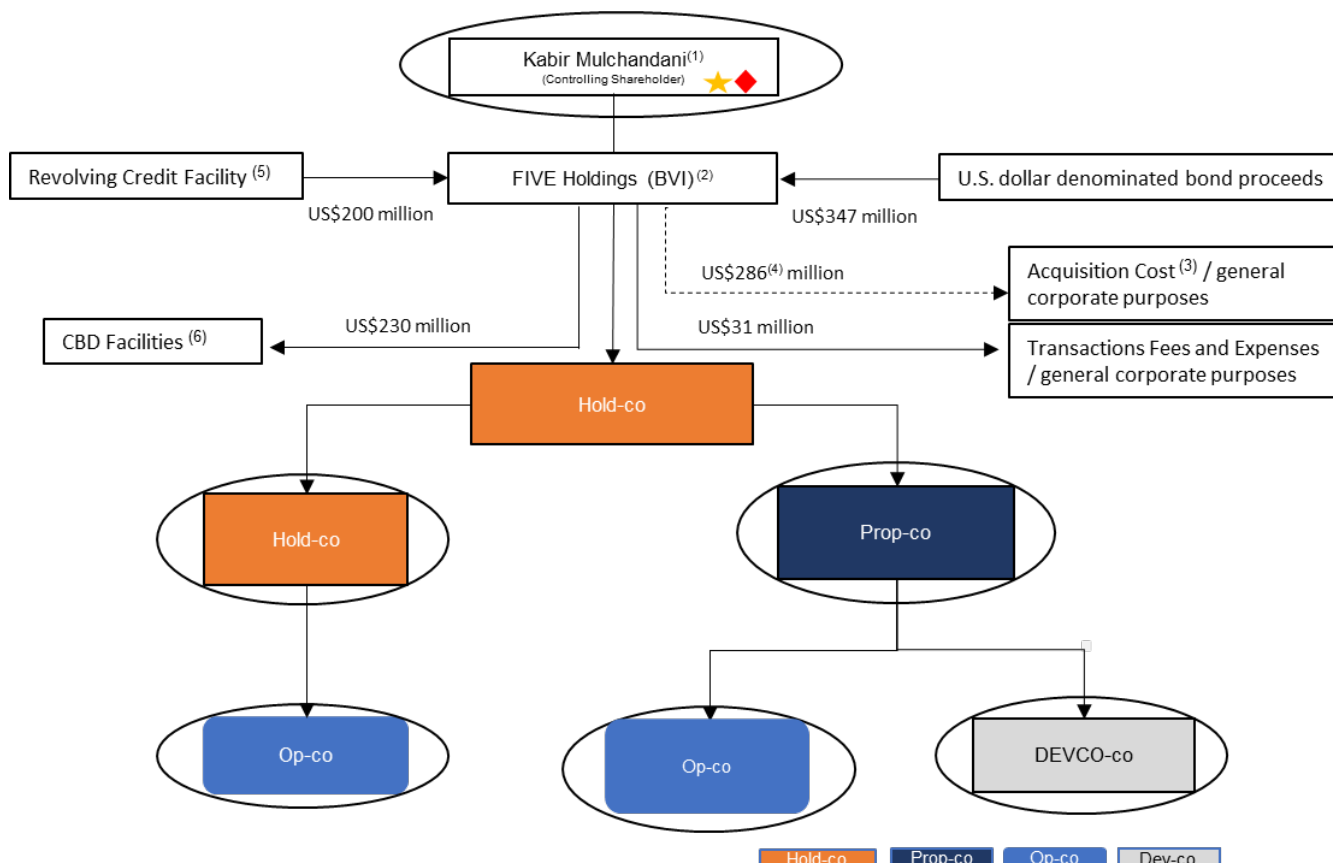 Kabir Mulchandani(1)
(Controlling Shareholder)
Revolving Credit Facility (5)
FIVE Holdings (BVI)(2)
U.S. dollar denominated bond proceeds
US$200 million
US$347 million
US$286(4) million
Acquisition Cost (3) / general
corporate purposes
US$230 million
US$31 million
CBD Facilities (6)
Transactions Fees and Expenses
/ general corporate purposes
Hold-co
Hold-co
Prop-co
Op-co
Op-co
DEVCO-co
Hold-co
Prop-co
Op-co
Dev-co